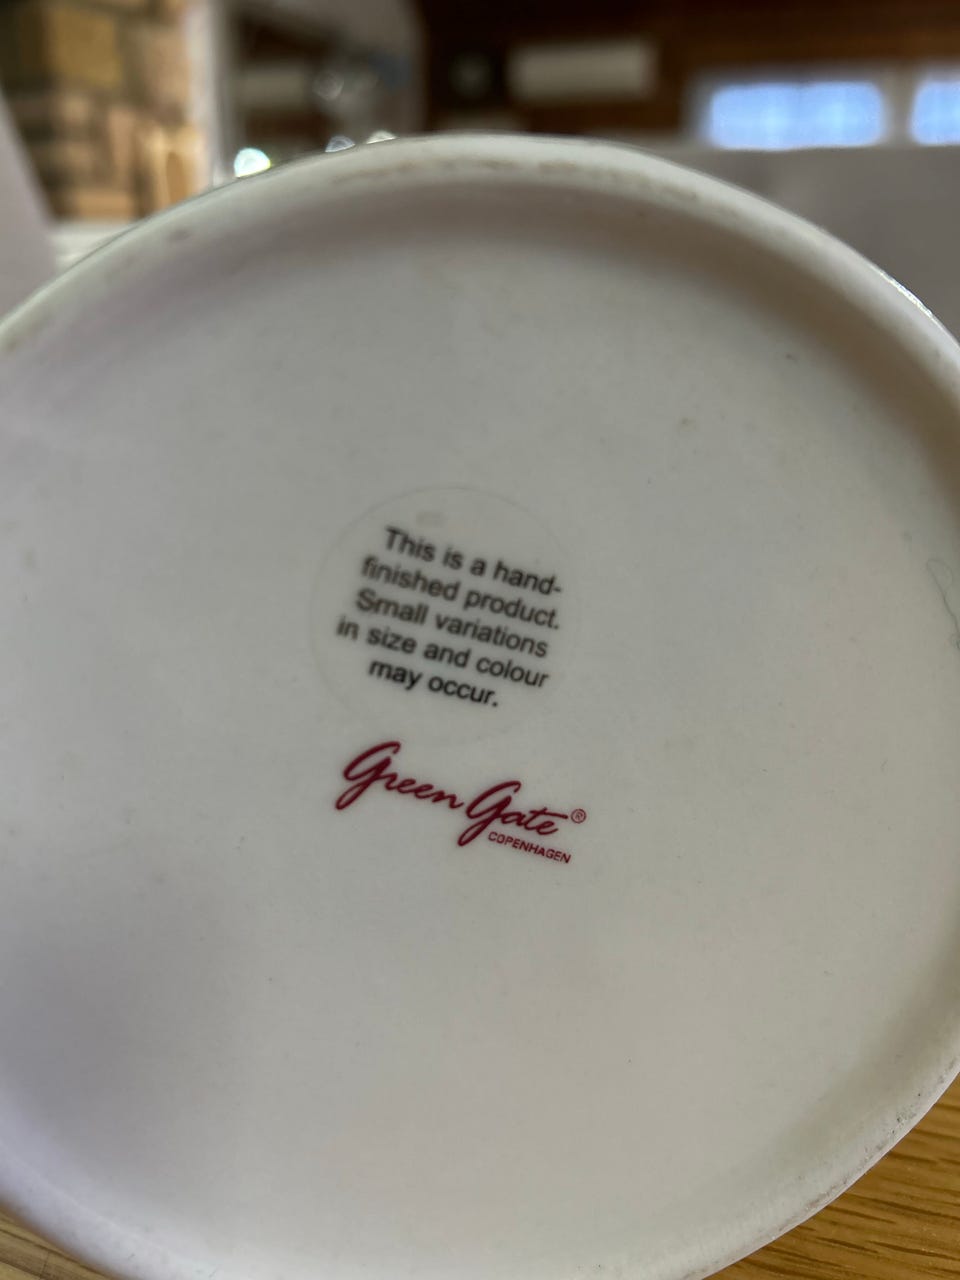 This is a hand-
finished product.
Small variations
in size and colour
may occur.
Green Gate®
COPENHAGEN